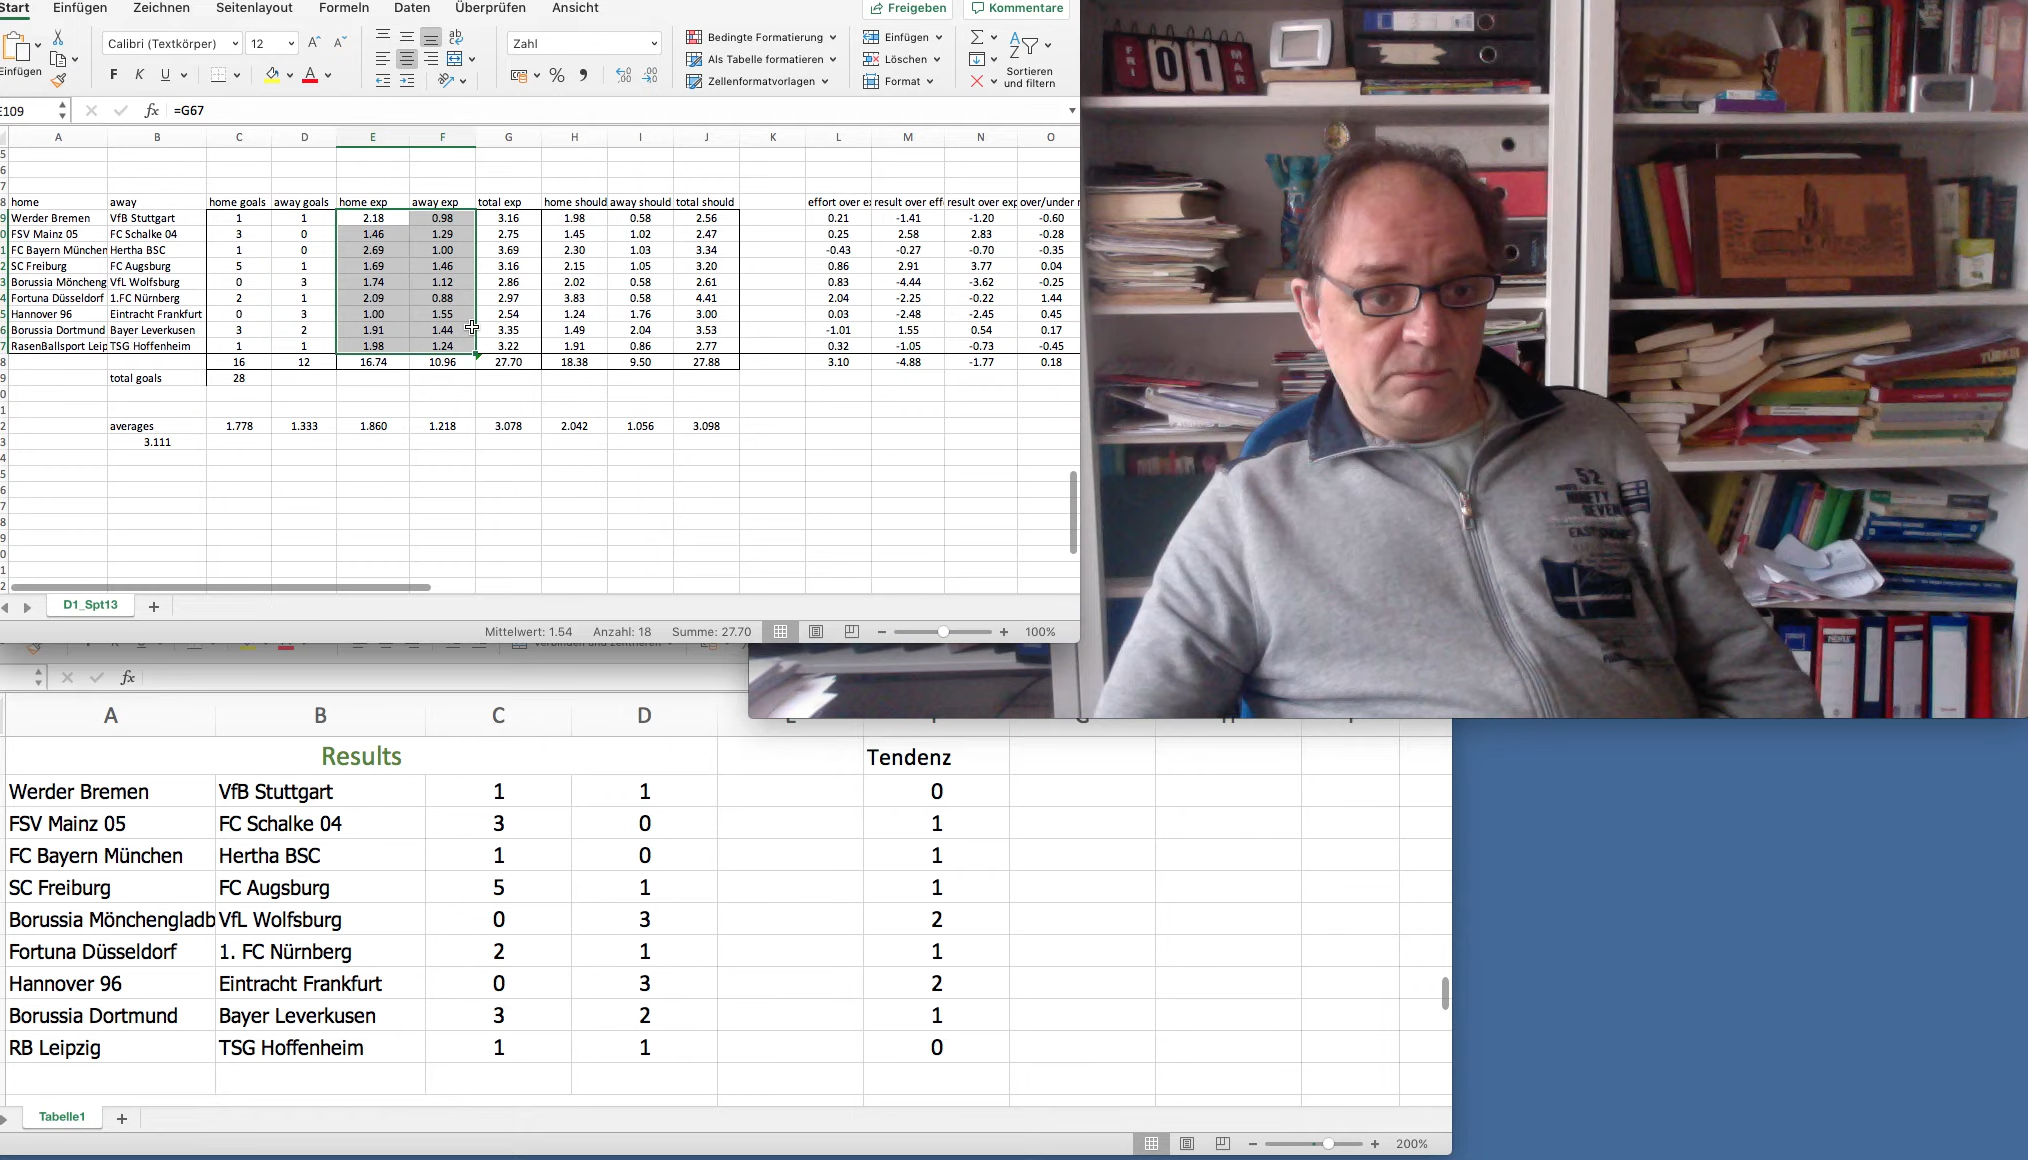 Start Einfügen Zeichnen Seitenlayout Formeln Daten Überprüfen Ansicht Freigeben Kommentare
Einfügen Calibri (Textkörper) 12 Zahl Bedingte Formatierung Einfügen
Als Tabelle formatieren Löschen
F K U Zellenformatvorlagen Format Sortieren und filtern
E109 fx =G67
A B C D E F G H I J K L M N O
home away home goals away goals home exp away exp total exp home should away should total should effort over e result over eff result over exp over/under
Werder Bremen VfB Stuttgart 1 1 2.18 0.98 3.16 1.98 0.58 2.56 0.21 -1.41 -1.20 -0.60
FSV Mainz 05 FC Schalke 04 3 0 1.46 1.29 2.75 1.45 1.02 2.47 0.25 2.58 2.83 -0.28
FC Bayern München Hertha BSC 1 0 2.69 1.00 3.69 2.30 1.03 3.34 -0.43 -0.27 -0.70 -0.35
SC Freiburg FC Augsburg 5 1 1.69 1.46 3.16 2.15 1.05 3.20 0.86 2.91 3.77 0.04
Borussia Möncheng VfL Wolfsburg 0 3 1.74 1.12 2.86 2.02 0.58 2.61 0.83 -4.44 -3.62 -0.25
Fortuna Düsseldorf 1.FC Nürnberg 2 1 2.09 0.88 2.97 3.83 0.58 4.41 2.04 -2.25 -0.22 1.44
Hannover 96 Eintracht Frankfurt 0 3 1.00 1.55 2.54 1.24 1.76 3.00 0.03 -2.48 -2.45 0.45
Borussia Dortmund Bayer Leverkusen 3 2 1.91 1.44 3.35 1.49 2.04 3.53 -1.01 1.55 0.54 0.17
RasenBallsport Leip TSG Hoffenheim 1 1 1.98 1.24 3.22 1.91 0.86 2.77 0.32 -1.05 -0.73 -0.45
16 12 16.74 10.96 27.70 18.38 9.50 27.88 3.10 -4.88 -1.77 0.18
total goals 28
averages 1.778 1.333 1.860 1.218 3.078 2.042 1.056 3.098
3.111
D1_Spt13
Mittelwert: 1.54 Anzahl: 18 Summe: 27.70 100%
fx
A B C D
Results Tendenz
Werder Bremen VfB Stuttgart 1 1 0
FSV Mainz 05 FC Schalke 04 3 0 1
FC Bayern München Hertha BSC 1 0 1
SC Freiburg FC Augsburg 5 1 1
Borussia Mönchengladb VfL Wolfsburg 0 3 2
Fortuna Düsseldorf 1. FC Nürnberg 2 1 1
Hannover 96 Eintracht Frankfurt 0 3 2
Borussia Dortmund Bayer Leverkusen 3 2 1
RB Leipzig TSG Hoffenheim 1 1 0
Tabelle1
200%
FRI 01 MAR
52
NINETY
SEVEN
TÜRKEI